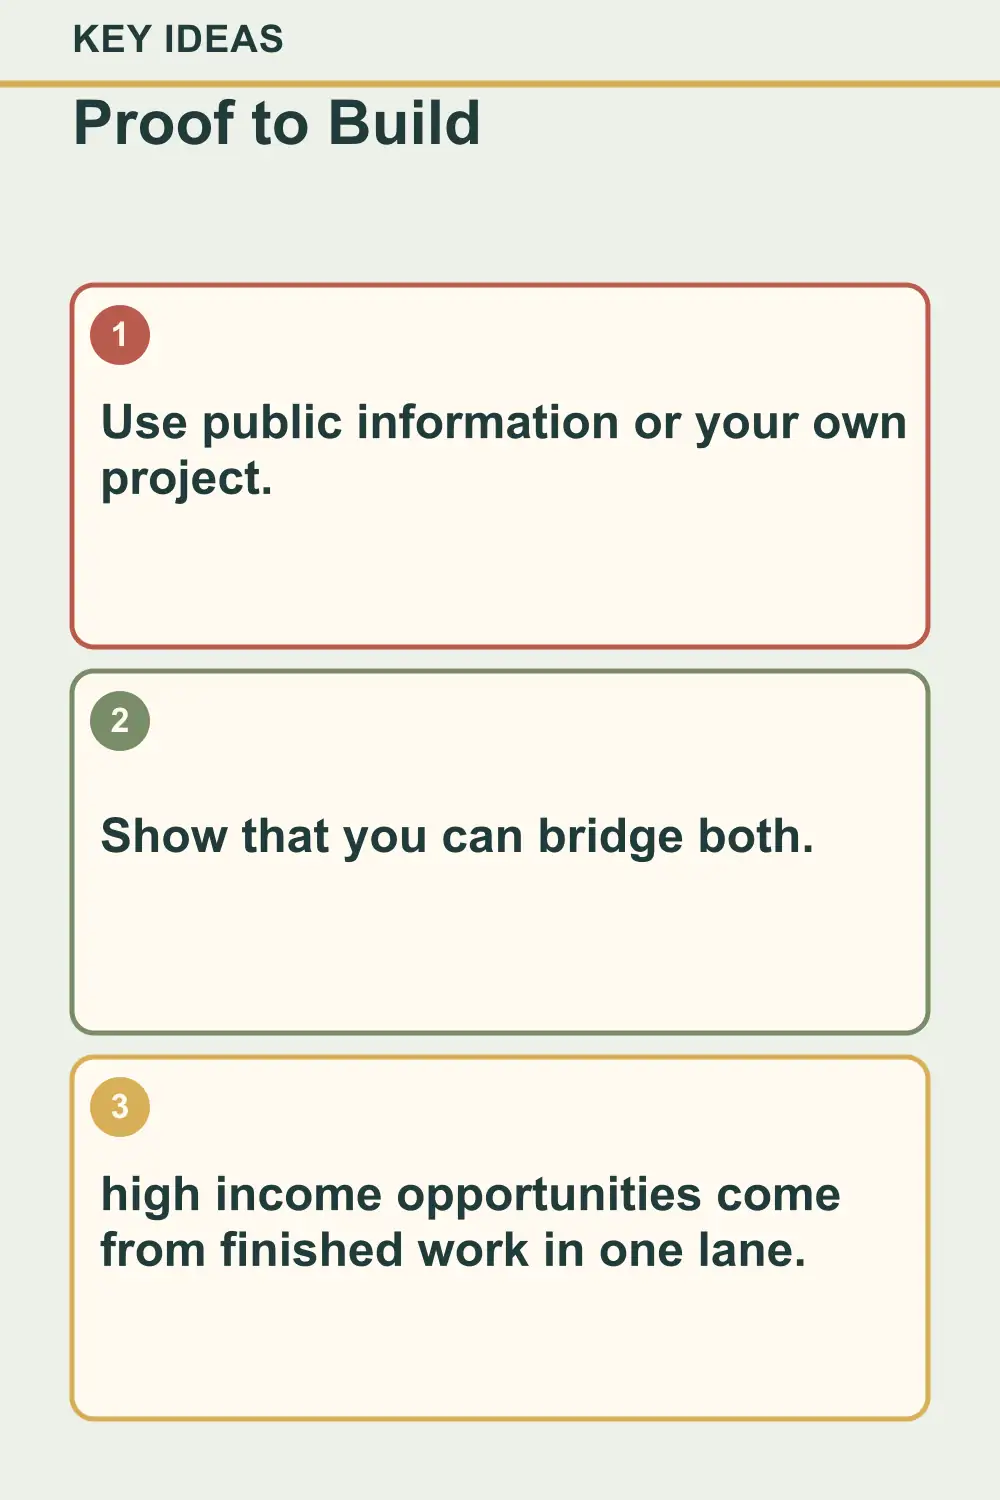 KEY IDEAS
Proof to Build
1
Use public information or your own
project.
2
Show that you can bridge both.
3
high income opportunities come
from finished work in one lane.